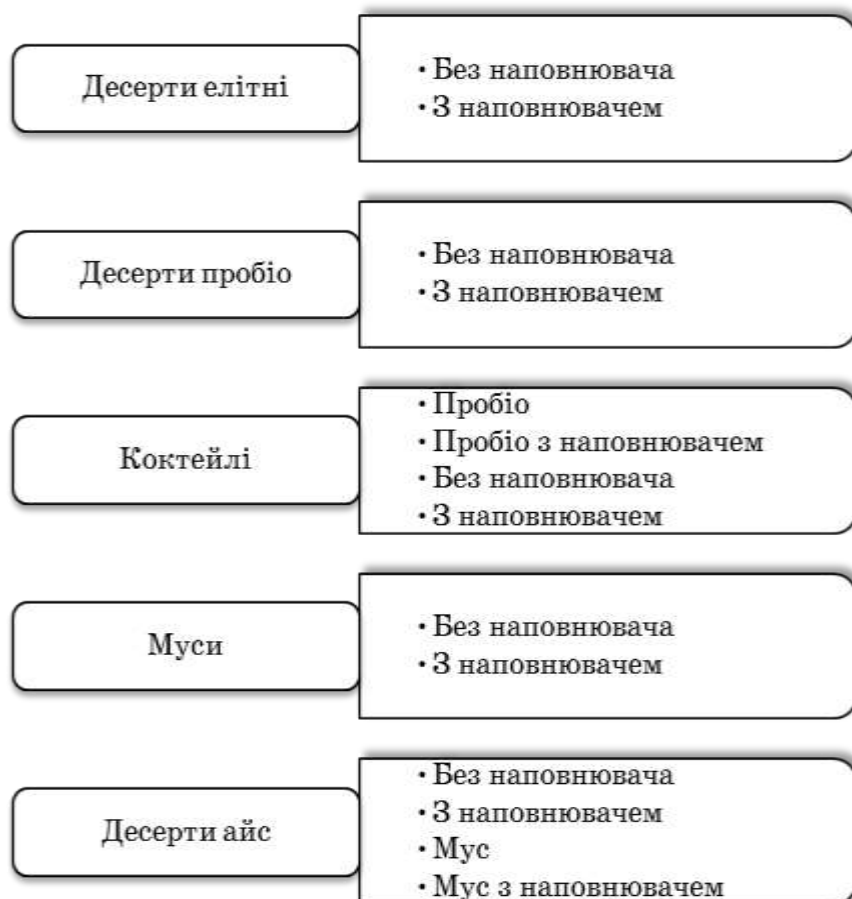 Десерти елітні
• Без наповнювача
• З наповнювачем
Десерти пробіо
• Без наповнювача
• З наповнювачем
Коктейлі
• Пробіо
• Пробіо з наповнювачем
• Без наповнювача
• З наповнювачем
Муси
• Без наповнювача
• З наповнювачем
Десерти айс
• Без наповнювача
• З наповнювачем
• Мус
• Мус з наповнювачем